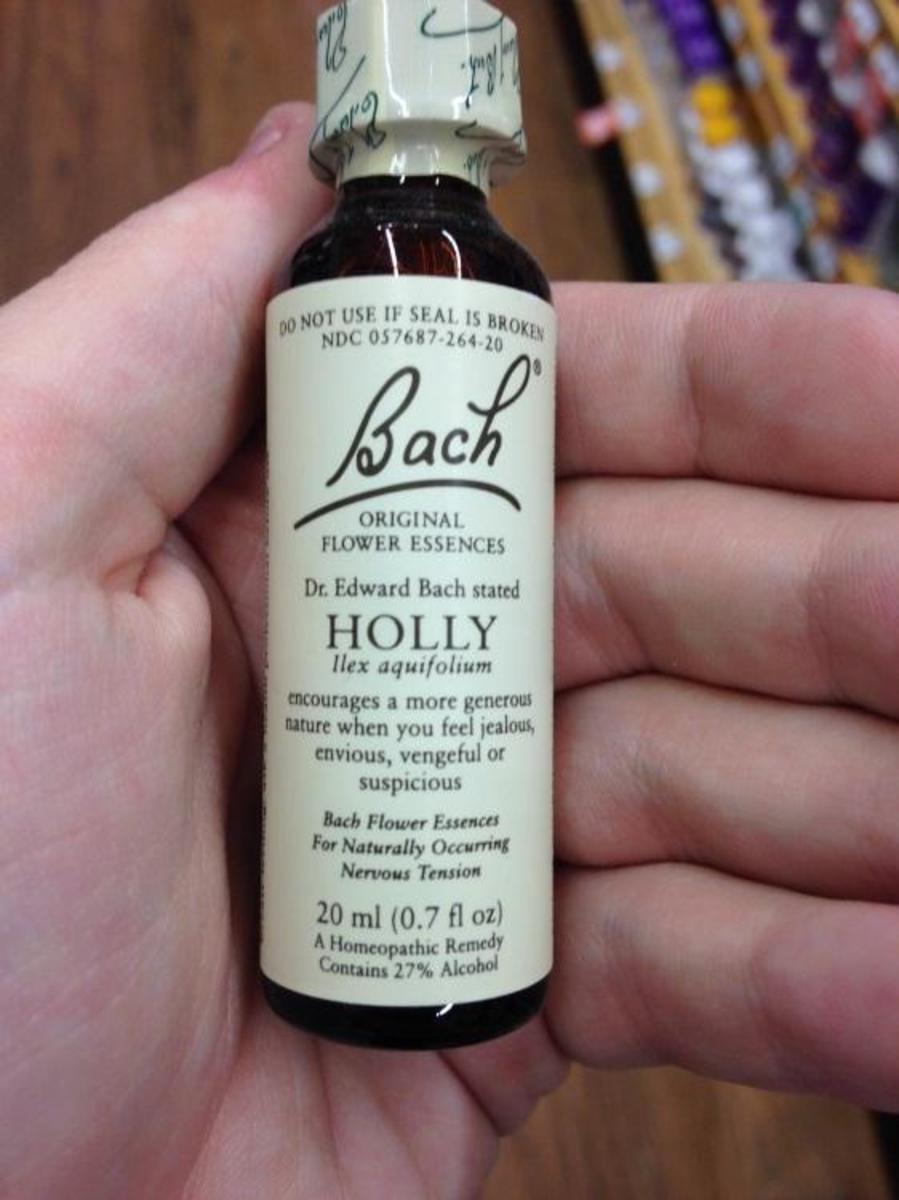 DO NOT USE IF SEAL IS BROKEN
NDC 057687-264-20
Bach®
ORIGINAL
FLOWER ESSENCES
Dr. Edward Bach stated
HOLLY
Ilex aquifolium
encourages a more generous
nature when you feel jealous,
envious, vengeful or
suspicious
Bach Flower Essences
For Naturally Occurring
Nervous Tension
20 ml (0.7 fl oz)
A Homeopathic Remedy
Contains 27% Alcohol